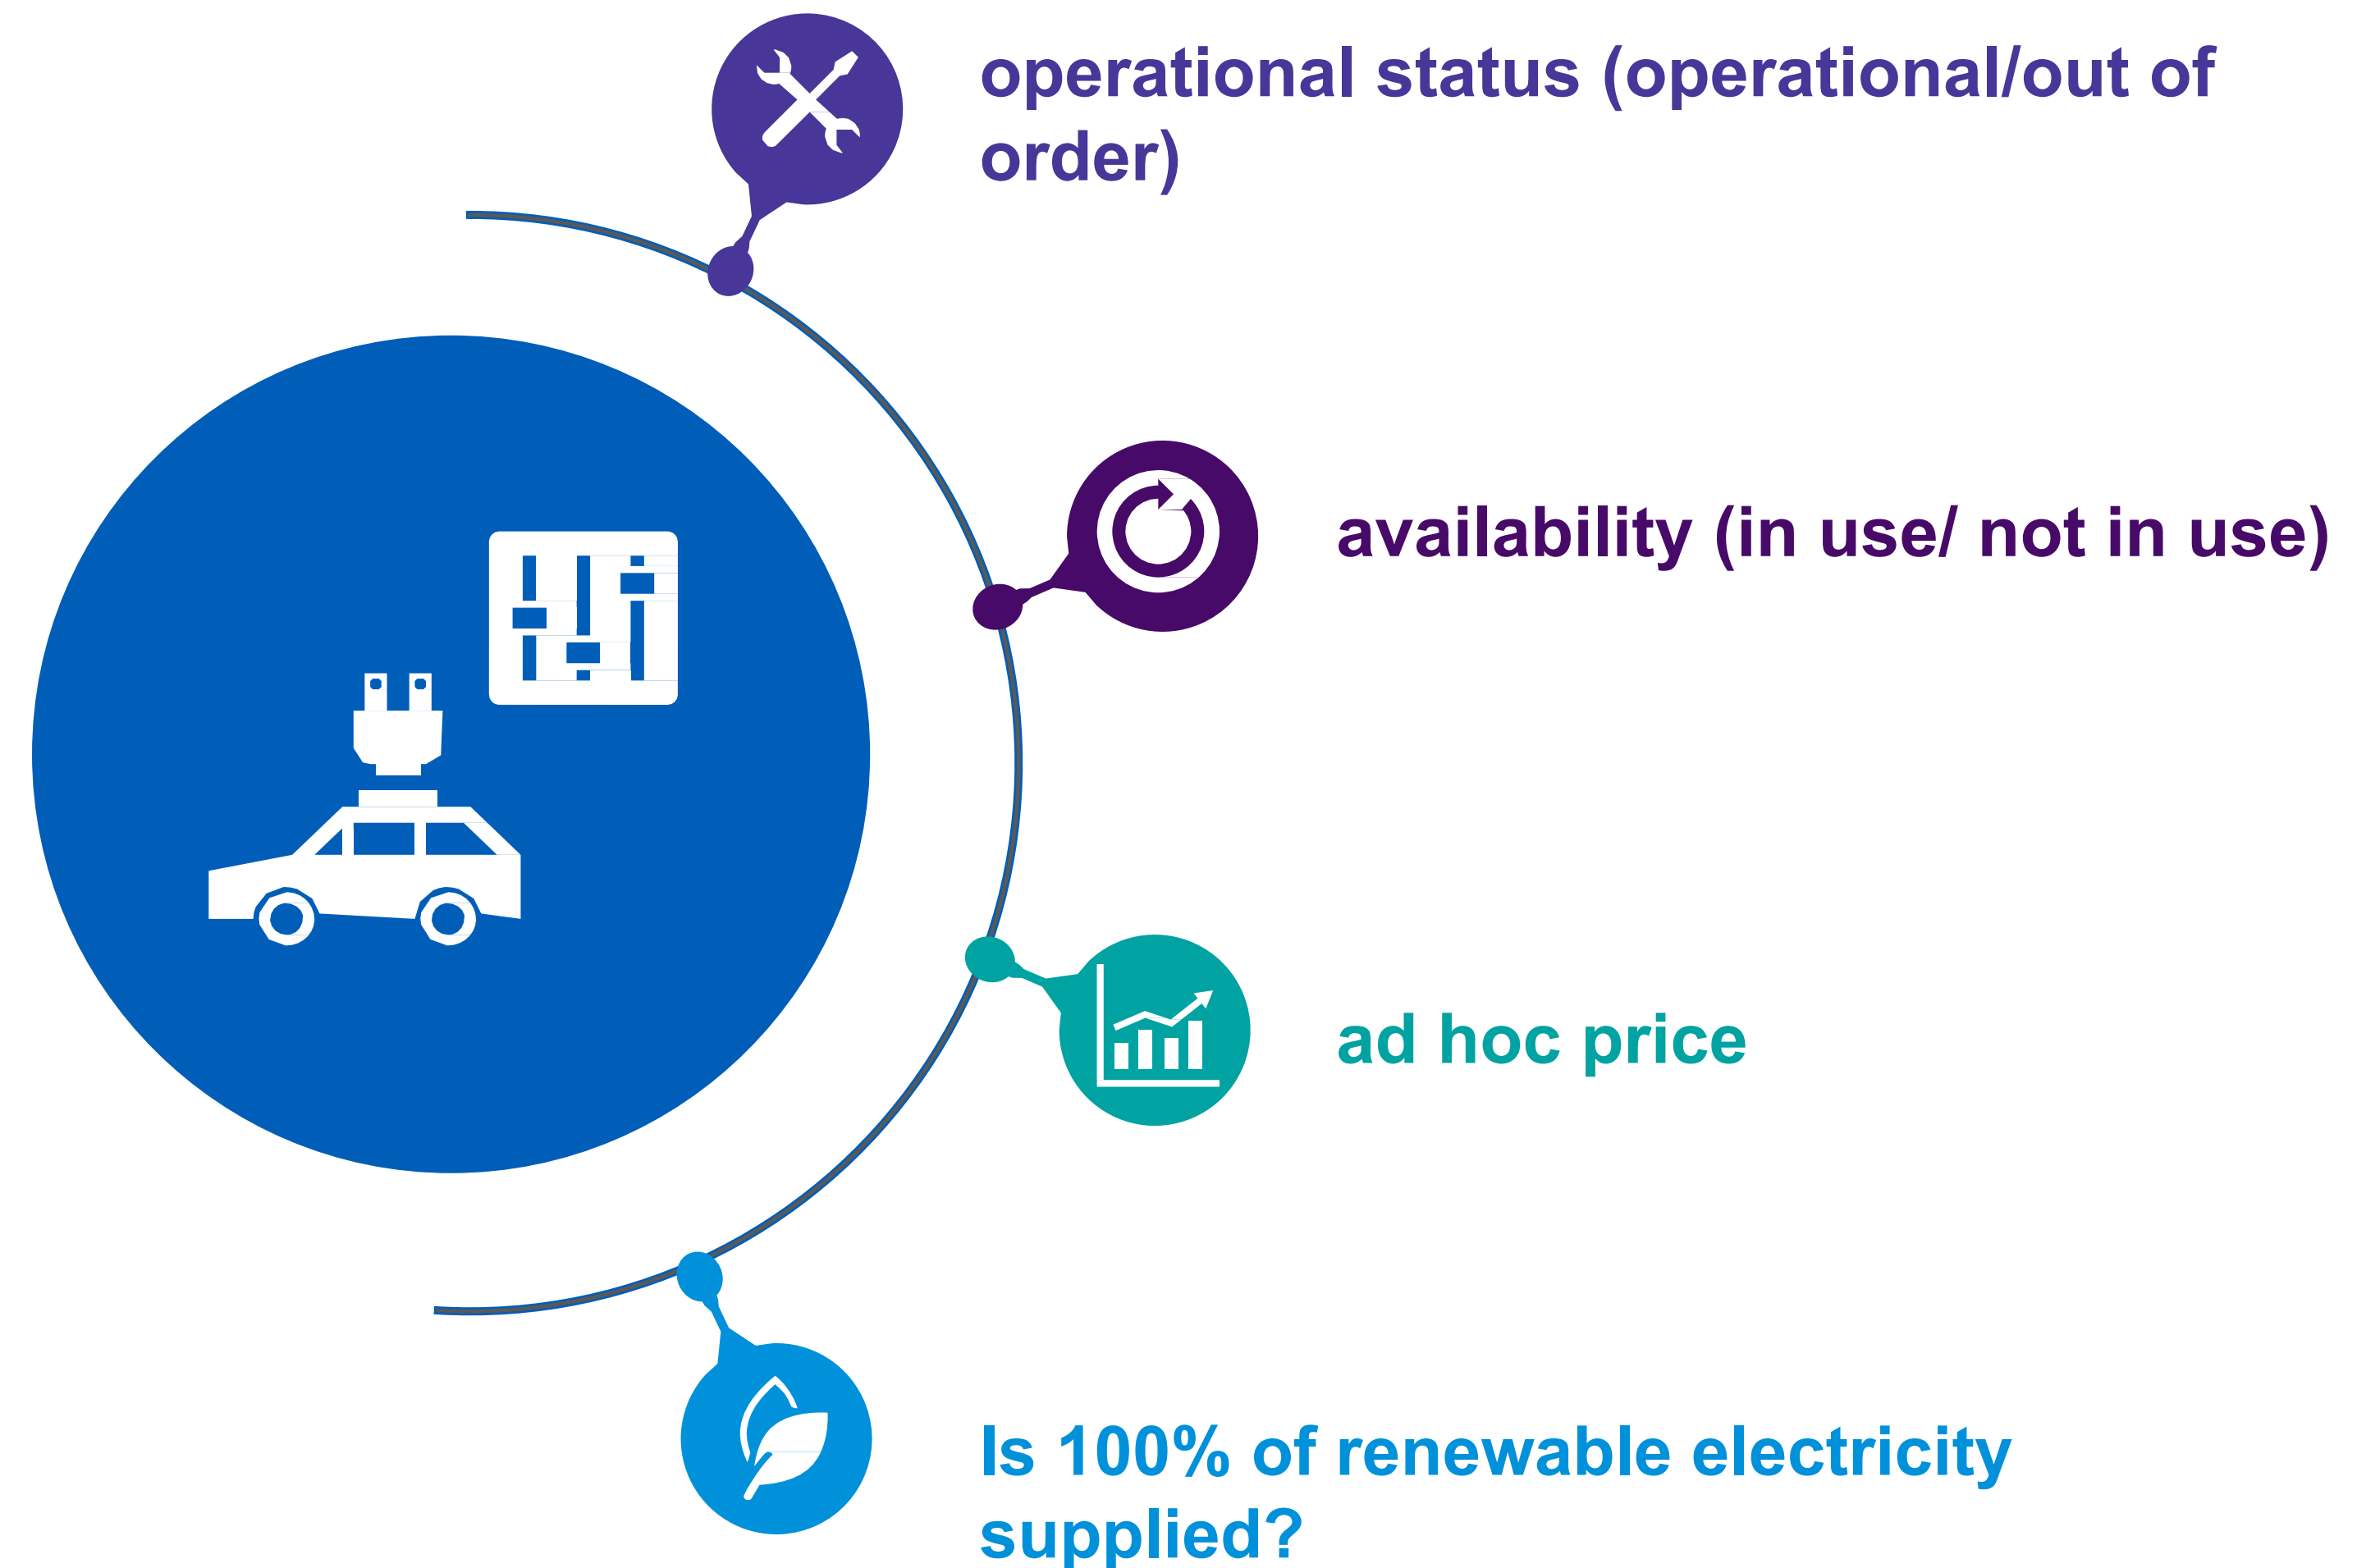 operational status (operational/out of
order)
availability (in use/ not in use)
ad hoc price
Is 100% of renewable electricity
supplied?